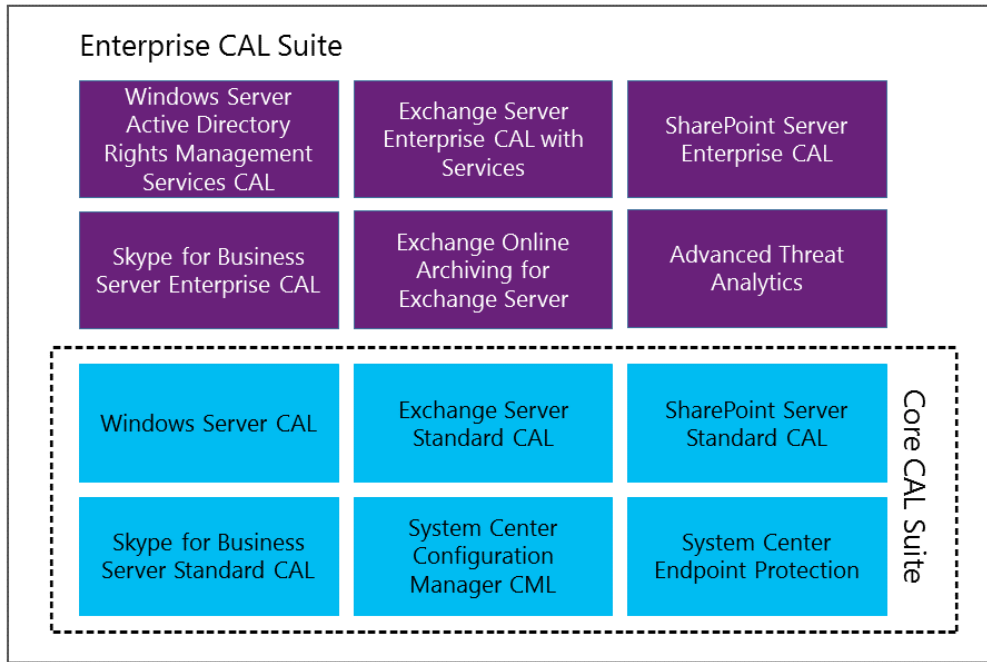 Enterprise CAL Suite
Windows Server
Active Directory
Rights Management
Services CAL
Exchange Server
Enterprise CAL with
Services
SharePoint Server
Enterprise CAL
Skype for Business
Server Enterprise CAL
Exchange Online
Archiving for
Exchange Server
Advanced Threat
Analytics
Windows Server CAL
Exchange Server
Standard CAL
SharePoint Server
Standard CAL
Skype for Business
Server Standard CAL
System Center
Configuration
Manager CML
System Center
Endpoint Protection
Core CAL Suite